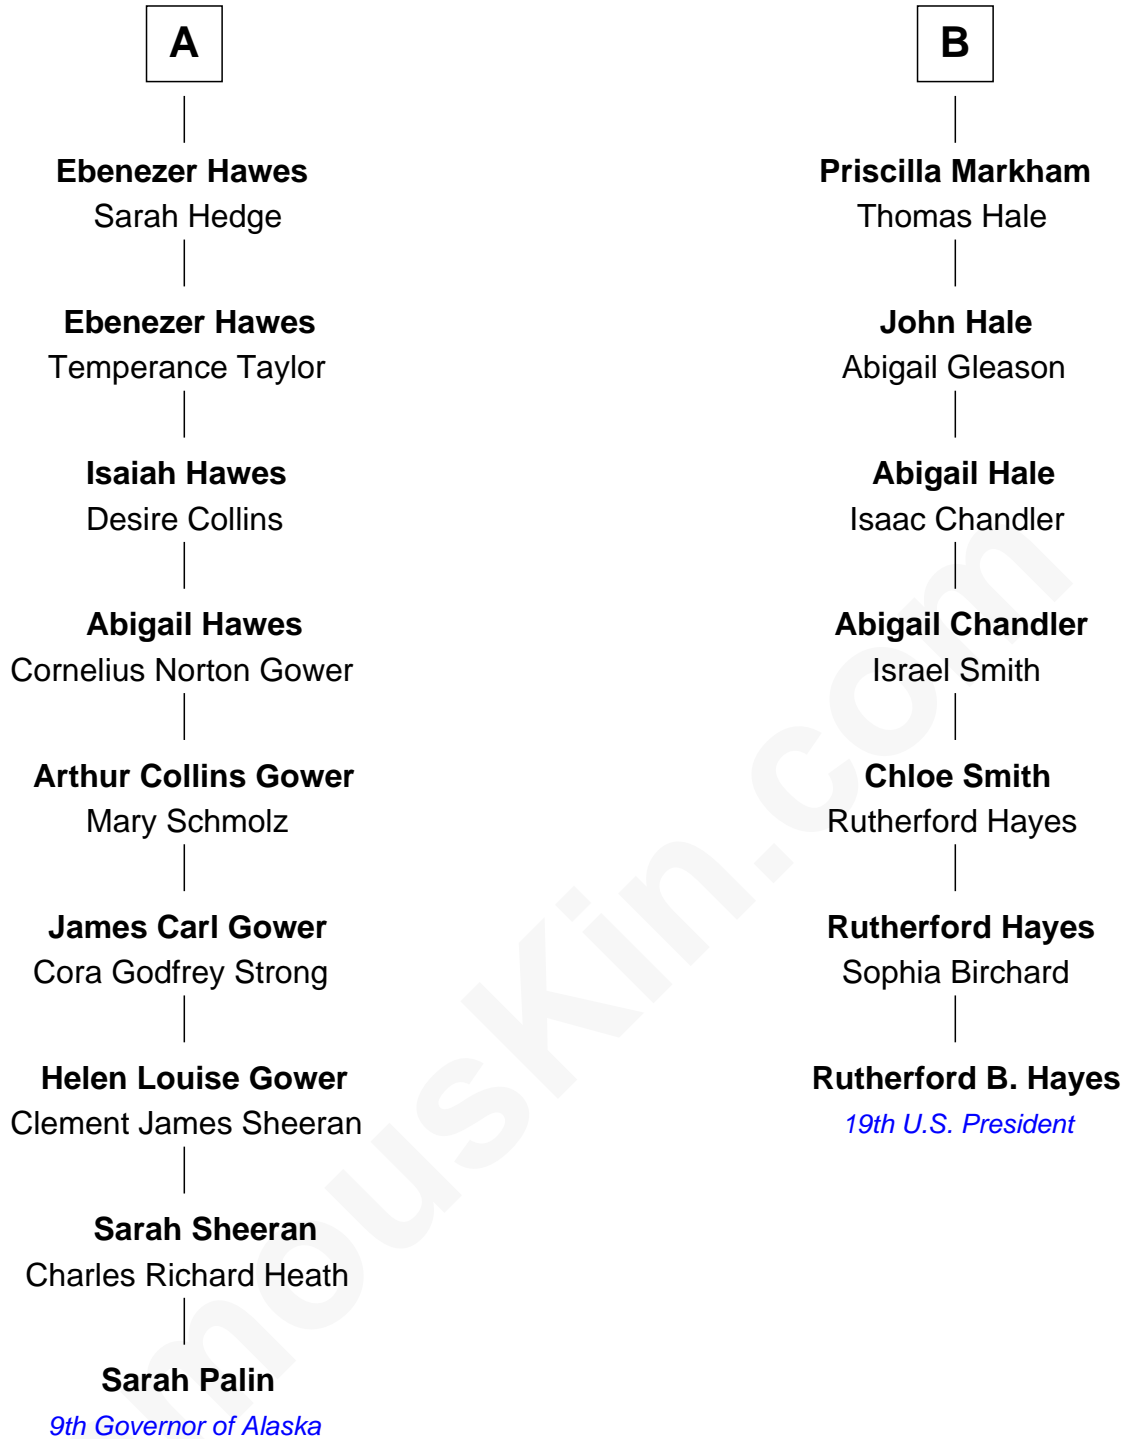 A
Ebenezer Hawes
Sarah Hedge
Ebenezer Hawes
Temperance Taylor
Isaiah Hawes
Desire Collins
Abigail Hawes
Cornelius Norton Gower
Arthur Collins Gower
Mary Schmolz
James Carl Gower
Cora Godfrey Strong
Helen Louise Gower
Clement James Sheeran
Sarah Sheeran
Charles Richard Heath
Sarah Palin
9th Governor of Alaska
B
Priscilla Markham
Thomas Hale
John Hale
Abigail Gleason
Abigail Hale
Isaac Chandler
Abigail Chandler
Israel Smith
Chloe Smith
Rutherford Hayes
Rutherford Hayes
Sophia Birchard
Rutherford B. Hayes
19th U.S. President
mousKin.com